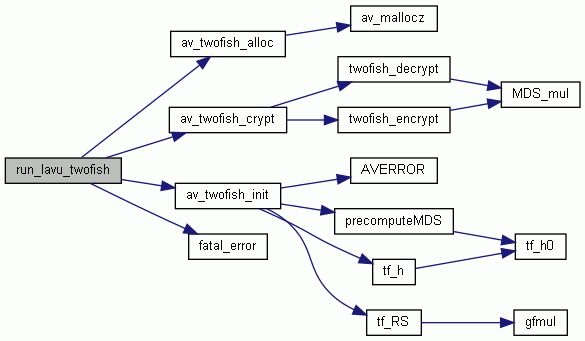 run_lavu_twofish
av_twofish_alloc
av_mallocz
av_twofish_crypt
twofish_decrypt
twofish_encrypt
MDS_mul
av_twofish_init
AVERROR
precomputeMDS
tf_h
tf_h0
tf_RS
gfmul
fatal_error